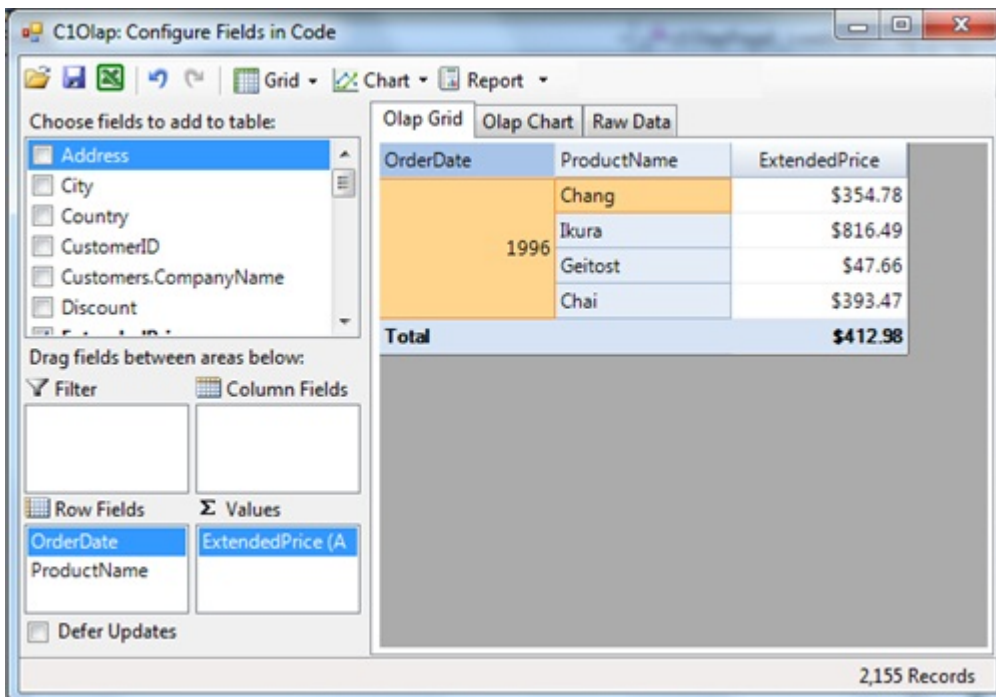 C1Olap: Configure Fields in Code
Grid Chart Report
Choose fields to add to table:
Address
City
Country
CustomerID
Customers.CompanyName
Discount
Drag fields between areas below:
Filter
Column Fields
Row Fields
Σ Values
OrderDate
ProductName
ExtendedPrice (A
Defer Updates
Olap Grid Olap Chart Raw Data
OrderDate ProductName ExtendedPrice
1996
Chang $354.78
Ikura $816.49
Geitost $47.66
Chai $393.47
Total $412.98
2,155 Records